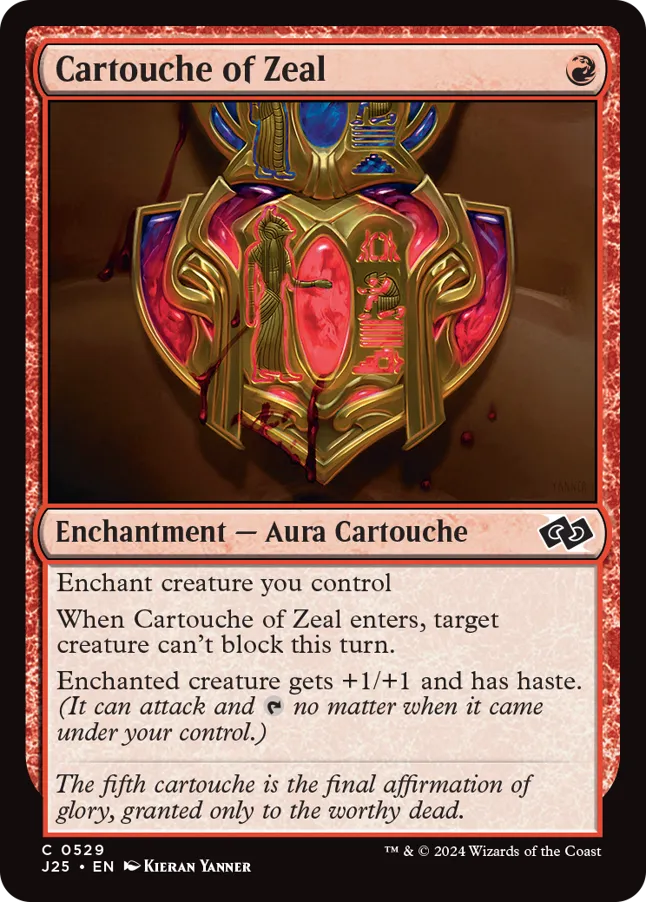 Cartouche of Zeal
YANNER
Enchantment — Aura Cartouche
Enchant creature you control
When Cartouche of Zeal enters, target
creature can't block this turn.
Enchanted creature gets +1/+1 and has haste.
(It can attack and no matter when it came
under your control.)
The fifth cartouche is the final affirmation of
glory, granted only to the worthy dead.
C 0529
™ & © 2024 Wizards of the Coast
J25 • EN KIERAN YANNER